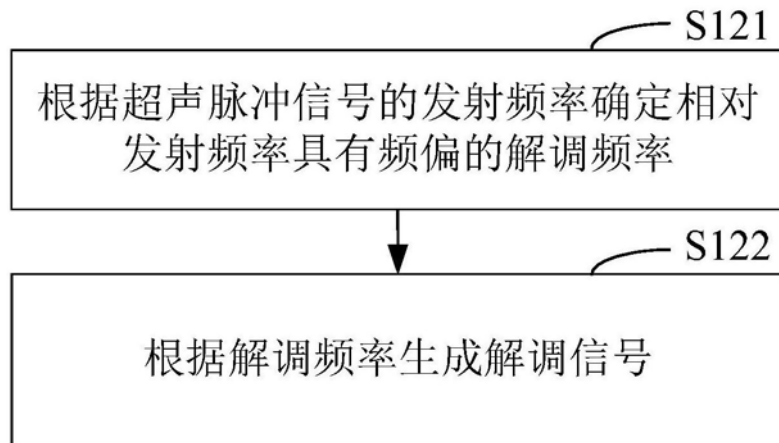 S121
根据超声脉冲信号的发射频率确定相对
发射频率具有频偏的解调频率
S122
根据解调频率生成解调信号